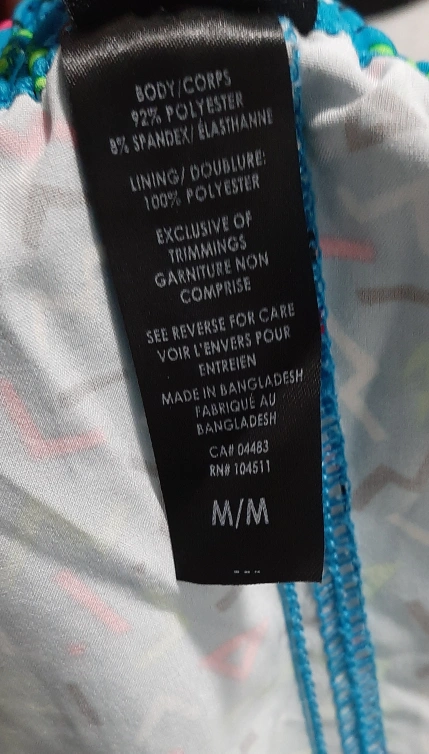 BODY/CORPS
92% POLYESTER
8% SPANDEX/ÉLASTHANNE
LINING/DOUBLURE:
100% POLYESTER
EXCLUSIVE OF
TRIMMINGS
GARNITURE NON
COMPRISE
SEE REVERSE FOR CARE
VOIR L'ENVERS POUR
ENTREIEN
MADE IN BANGLADESH
FABRIQUÉ AU
BANGLADESH
CA# 04483
RN# 104511
M/M